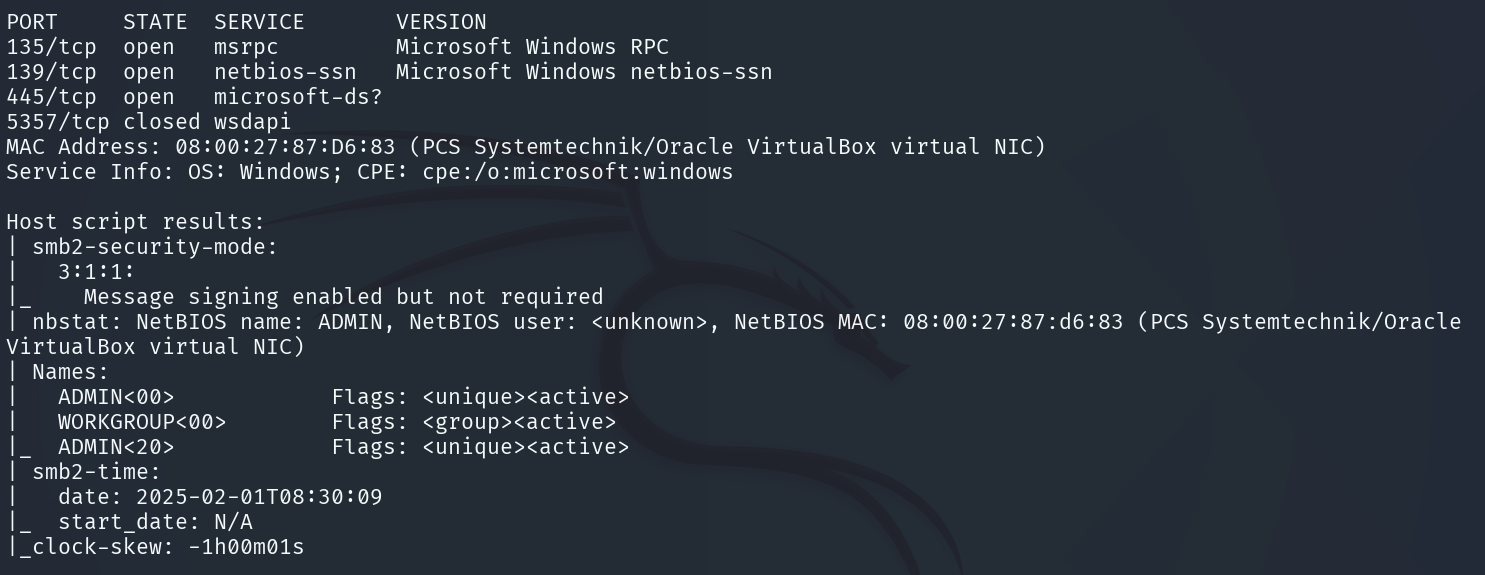 PORT     STATE  SERVICE       VERSION
135/tcp  open   msrpc         Microsoft Windows RPC
139/tcp  open   netbios-ssn   Microsoft Windows netbios-ssn
445/tcp  open   microsoft-ds?
5357/tcp closed wsdapi
MAC Address: 08:00:27:87:D6:83 (PCS Systemtechnik/Oracle VirtualBox virtual NIC)
Service Info: OS: Windows; CPE: cpe:/o:microsoft:windows

Host script results:
| smb2-security-mode:
|   3:1:1:
|_    Message signing enabled but not required
| nbstat: NetBIOS name: ADMIN, NetBIOS user: <unknown>, NetBIOS MAC: 08:00:27:87:d6:83 (PCS Systemtechnik/Oracle
VirtualBox virtual NIC)
| Names:
|   ADMIN<00>            Flags: <unique><active>
|   WORKGROUP<00>        Flags: <group><active>
|_  ADMIN<20>            Flags: <unique><active>
| smb2-time:
|   date: 2025-02-01T08:30:09
|_  start_date: N/A
|_clock-skew: -1h00m01s